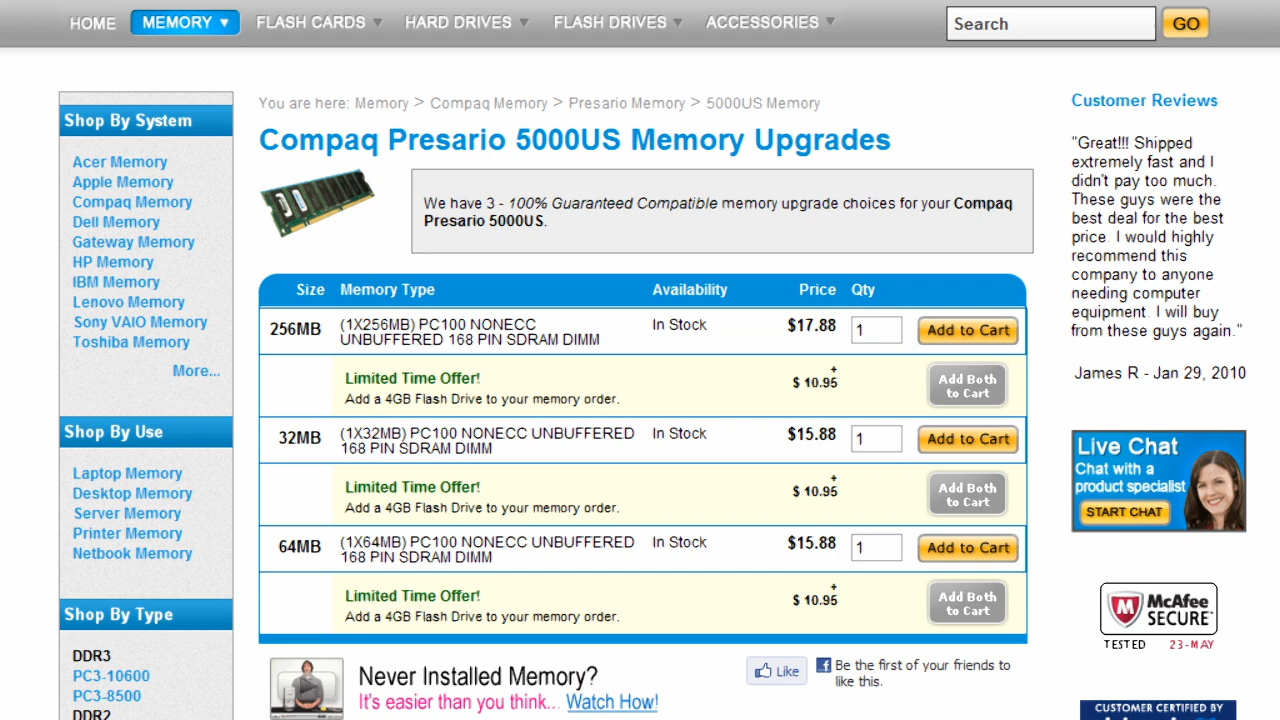 HOME
MEMORY ▼
FLASH CARDS ▼
HARD DRIVES ▼
FLASH DRIVES ▼
ACCESSORIES ▼
Search
GO
Shop By System
Acer Memory
Apple Memory
Compaq Memory
Dell Memory
Gateway Memory
HP Memory
IBM Memory
Lenovo Memory
Sony VAIO Memory
Toshiba Memory
More...
Shop By Use
Laptop Memory
Desktop Memory
Server Memory
Printer Memory
Netbook Memory
Shop By Type
DDR3
PC3-10600
PC3-8500
DDR2
You are here: Memory > Compaq Memory > Presario Memory > 5000US Memory
Compaq Presario 5000US Memory Upgrades
We have 3 - 100% Guaranteed Compatible memory upgrade choices for your Compaq
Presario 5000US.
Size Memory Type Availability Price Qty
256MB (1X256MB) PC100 NONECC In Stock $17.88 1 Add to Cart
UNBUFFERED 168 PIN SDRAM DIMM
Limited Time Offer! + Add Both
Add a 4GB Flash Drive to your memory order. $ 10.95 to Cart
32MB (1X32MB) PC100 NONECC UNBUFFERED In Stock $15.88 1 Add to Cart
168 PIN SDRAM DIMM
Limited Time Offer! + Add Both
Add a 4GB Flash Drive to your memory order. $ 10.95 to Cart
64MB (1X64MB) PC100 NONECC UNBUFFERED In Stock $15.88 1 Add to Cart
168 PIN SDRAM DIMM
Limited Time Offer! + Add Both
Add a 4GB Flash Drive to your memory order. $ 10.95 to Cart
Never Installed Memory?
It's easier than you think... Watch How!
Like
Be the first of your friends to
like this.
Customer Reviews
"Great!!! Shipped
extremely fast and I
didn't pay too much.
These guys were the
best deal for the best
price. I would highly
recommend this
company to anyone
needing computer
equipment. I will buy
from these guys again."
James R - Jan 29, 2010
Live Chat
Chat with a
product specialist
START CHAT
McAfee
SECURE
TESTED 23-MAY
CUSTOMER CERTIFIED BY